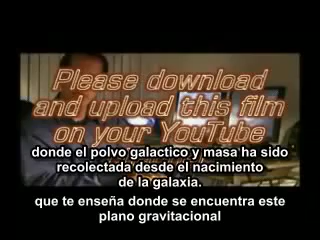 Please download
and upload this film
on your YouTube
donde el polvo galactico y masa ha sido
recolectada desde el nacimiento
de la galaxia.
que te enseña donde se encuentra este
plano gravitacional